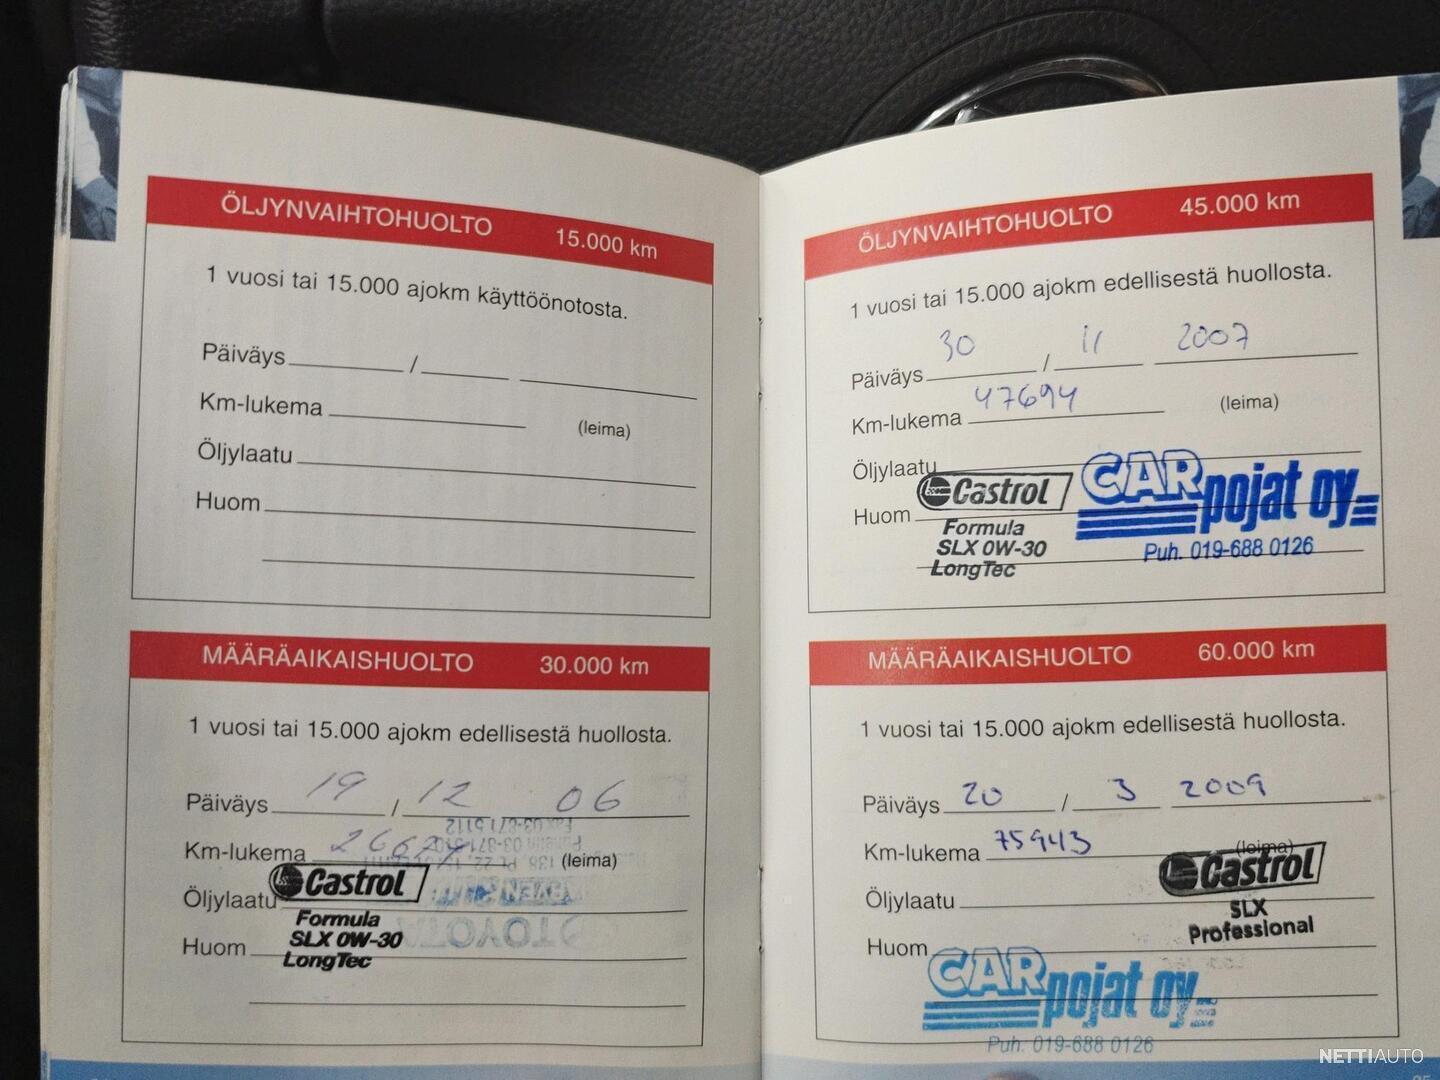 ÖLJYNVAIHTOHUOLTO 15.000 km
1 vuosi tai 15.000 ajokm käyttöönotosta.
Päiväys / 
Km-lukema (leima)
Öljylaatu
Huom
MÄÄRÄAIKAISHUOLTO 30.000 km
1 vuosi tai 15.000 ajokm edellisestä huollosta.
Päiväys 19 / 12 06
Km-lukema (leima)
Öljylaatu
Castrol
Formula
SLX 0W-30
LongTec
Huom
TOYOTA
ÖLJYNVAIHTOHUOLTO 45.000 km
1 vuosi tai 15.000 ajokm edellisestä huollosta.
Päiväys 30 / 11 2007
Km-lukema 47694 (leima)
Öljylaatu
Huom
Castrol
Formula
SLX 0W-30
LongTec
CAR pojat oy
Puh. 019-688 0126
MÄÄRÄAIKAISHUOLTO 60.000 km
1 vuosi tai 15.000 ajokm edellisestä huollosta.
Päiväys 20 / 3 2009
Km-lukema 75943 (leima)
Öljylaatu
Castrol
SLX
Professional
Huom
CAR pojat oy
Puh. 019-688 0126
NETTIAUTO